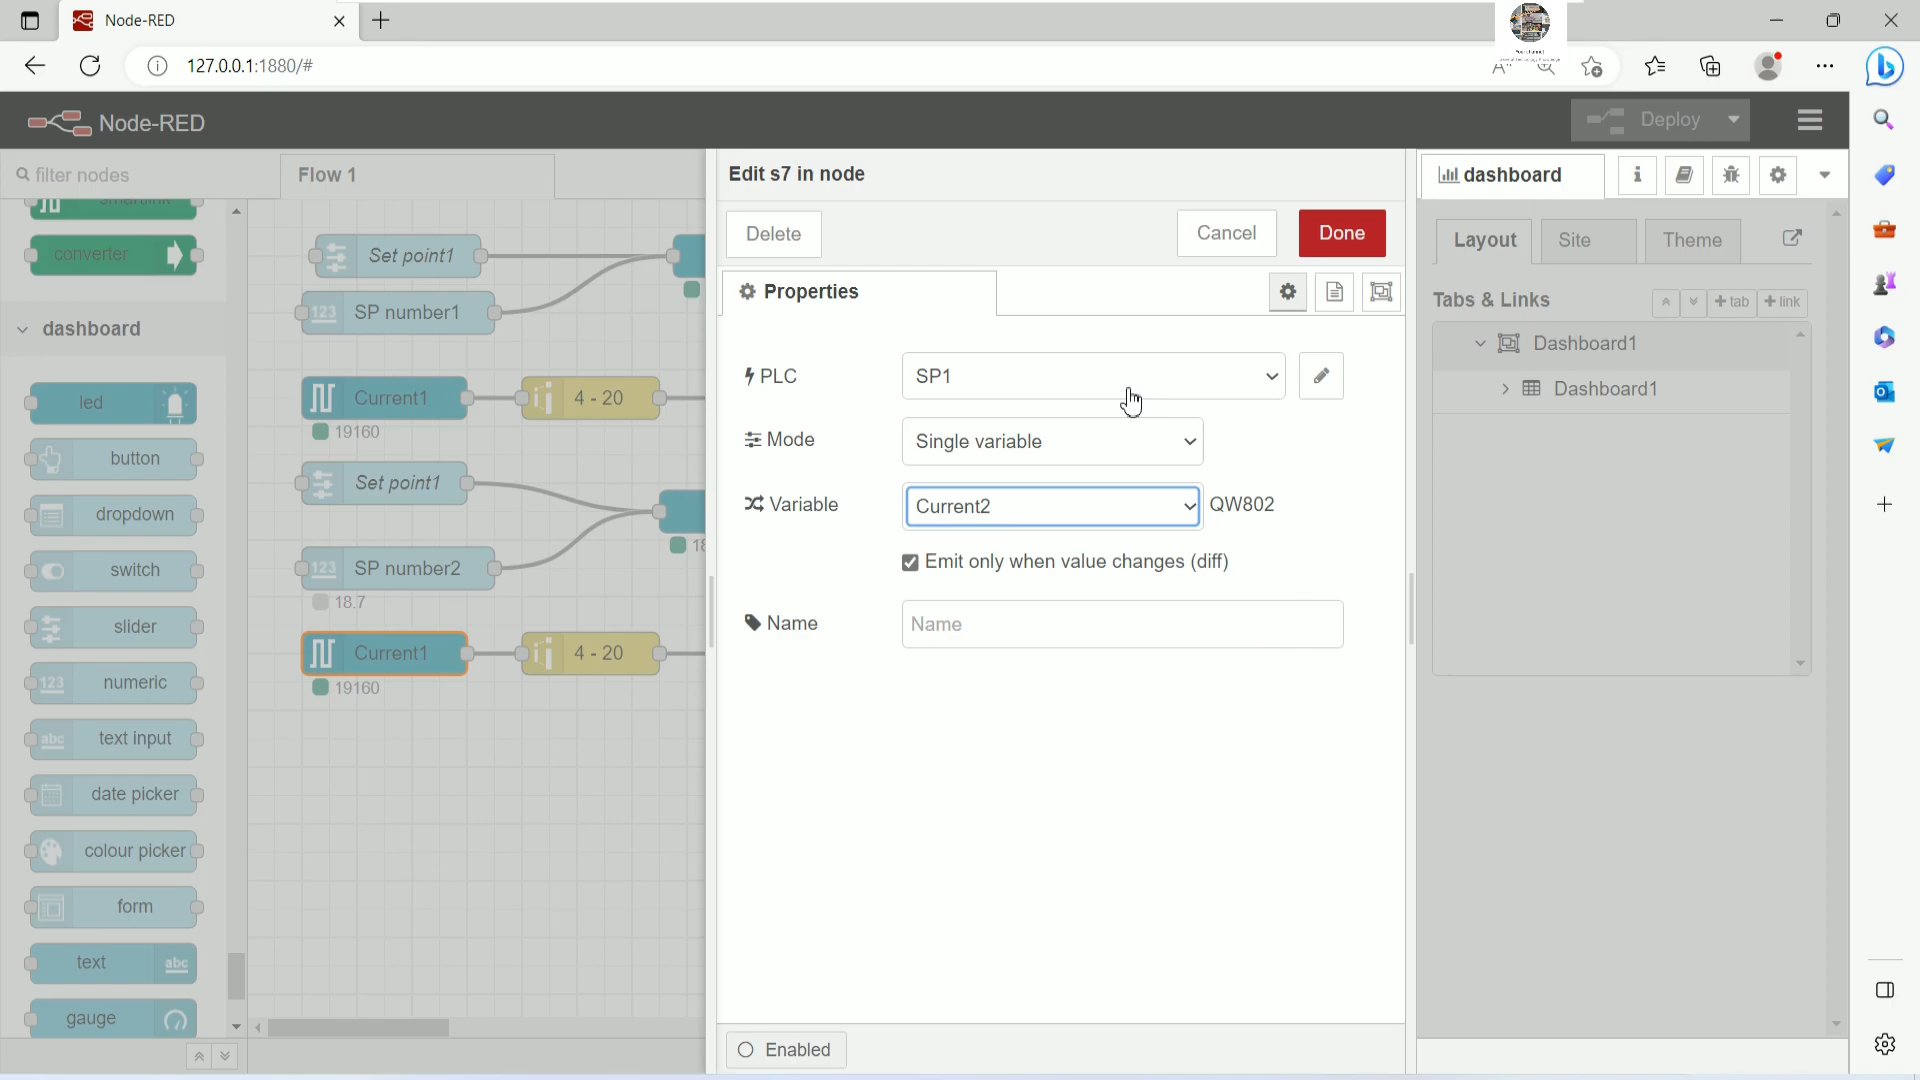 Node-RED
127.0.0.1:1880/#
Your channel
Node-RED
Deploy
filter nodes
Flow 1
Edit s7 in node
dashboard
Delete
Cancel
Done
Layout
Site
Theme
converter
Set point1
Properties
Tabs & Links
tab
link
SP number1
dashboard
Dashboard1
PLC
SP1
Dashboard1
led
Current1
4 - 20
19160
Mode
Single variable
button
Set point1
Variable
Current2
QW802
dropdown
18
Emit only when value changes (diff)
switch
SP number2
18.7
Name
Name
slider
Current1
4 - 20
19160
numeric
text input
date picker
colour picker
form
text
gauge
Enabled